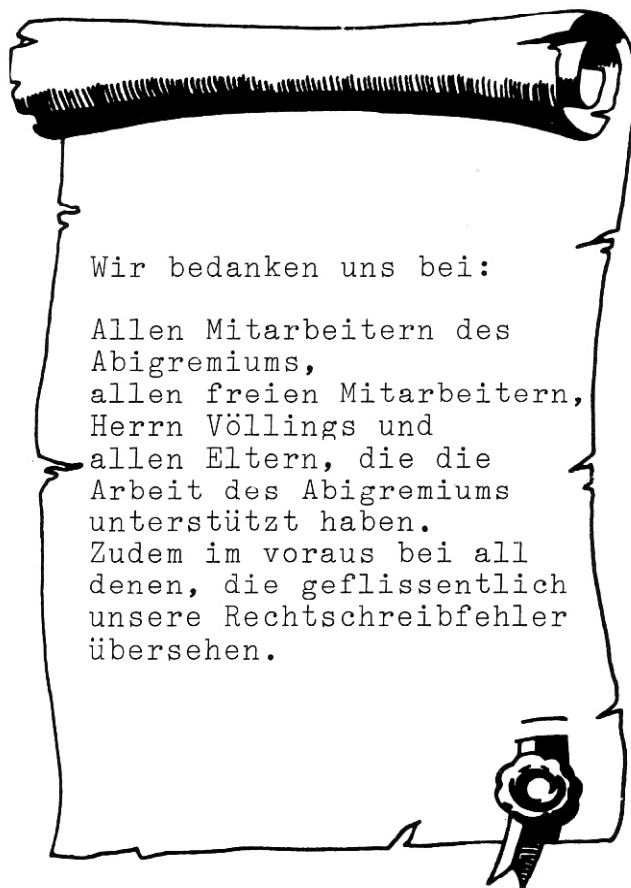 Wir bedanken uns bei:
Allen Mitarbeitern des
Abigremiums,
allen freien Mitarbeitern,
Herrn Völlings und
allen Eltern, die die
Arbeit des Abigremiums
unterstützt haben.
Zudem im voraus bei all
denen, die geflissentlich
unsere Rechtschreibfehler
übersehen.